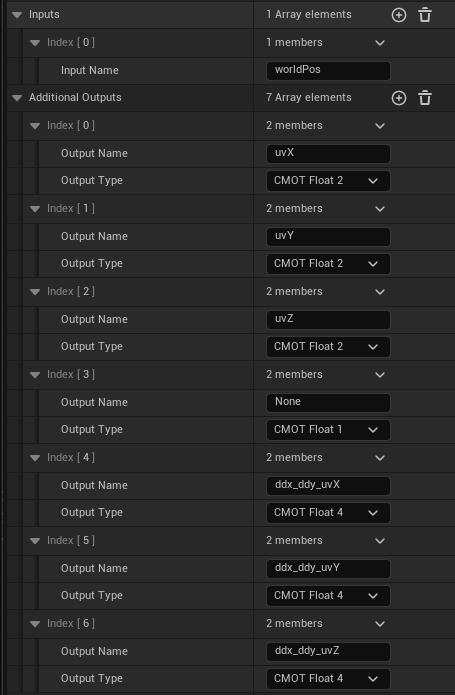 Inputs 1 Array elements
Index [ 0 ] 1 members
Input Name worldPos
Additional Outputs 7 Array elements
Index [ 0 ] 2 members
Output Name uvX
Output Type CMOT Float 2
Index [ 1 ] 2 members
Output Name uvY
Output Type CMOT Float 2
Index [ 2 ] 2 members
Output Name uvZ
Output Type CMOT Float 2
Index [ 3 ] 2 members
Output Name None
Output Type CMOT Float 1
Index [ 4 ] 2 members
Output Name ddx_ddy_uvX
Output Type CMOT Float 4
Index [ 5 ] 2 members
Output Name ddx_ddy_uvY
Output Type CMOT Float 4
Index [ 6 ] 2 members
Output Name ddx_ddy_uvZ
Output Type CMOT Float 4